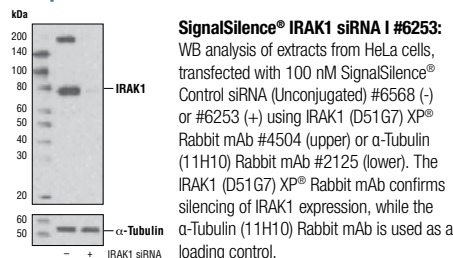 kDa
200
140
100
80
60
50
40
30
20
60
50
IRAK1
α-Tubulin
– + IRAK1 siRNA
SignalSilence® IRAK1 siRNA I #6253:
WB analysis of extracts from HeLa cells,
transfected with 100 nM SignalSilence®
Control siRNA (Unconjugated) #6568 (-)
or #6253 (+) using IRAK1 (D51G7) XP®
Rabbit mAb #4504 (upper) or α-Tubulin
(11H10) Rabbit mAb #2125 (lower). The
IRAK1 (D51G7) XP® Rabbit mAb confirms
silencing of IRAK1 expression, while the
α-Tubulin (11H10) Rabbit mAb is used as a
loading control.